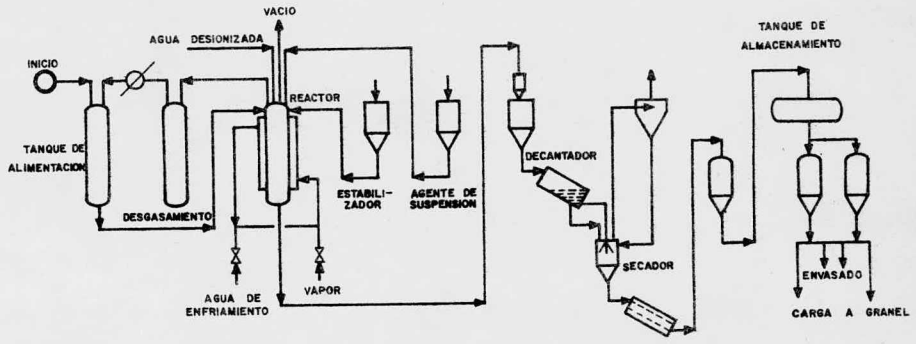 VACIO
AGUA DESIONIZADA
TANQUE DE
ALMACENAMIENTO
INICIO
REACTOR
TANQUE DE
ALIMENTACION
DECANTADOR
ESTABILI-
ZADOR
AGENTE DE
SUSPENSION
DESGASAMIENTO
SECADOR
ENVASADO
AGUA DE
ENFRIAMIENTO
VAPOR
CARGA A GRANEL